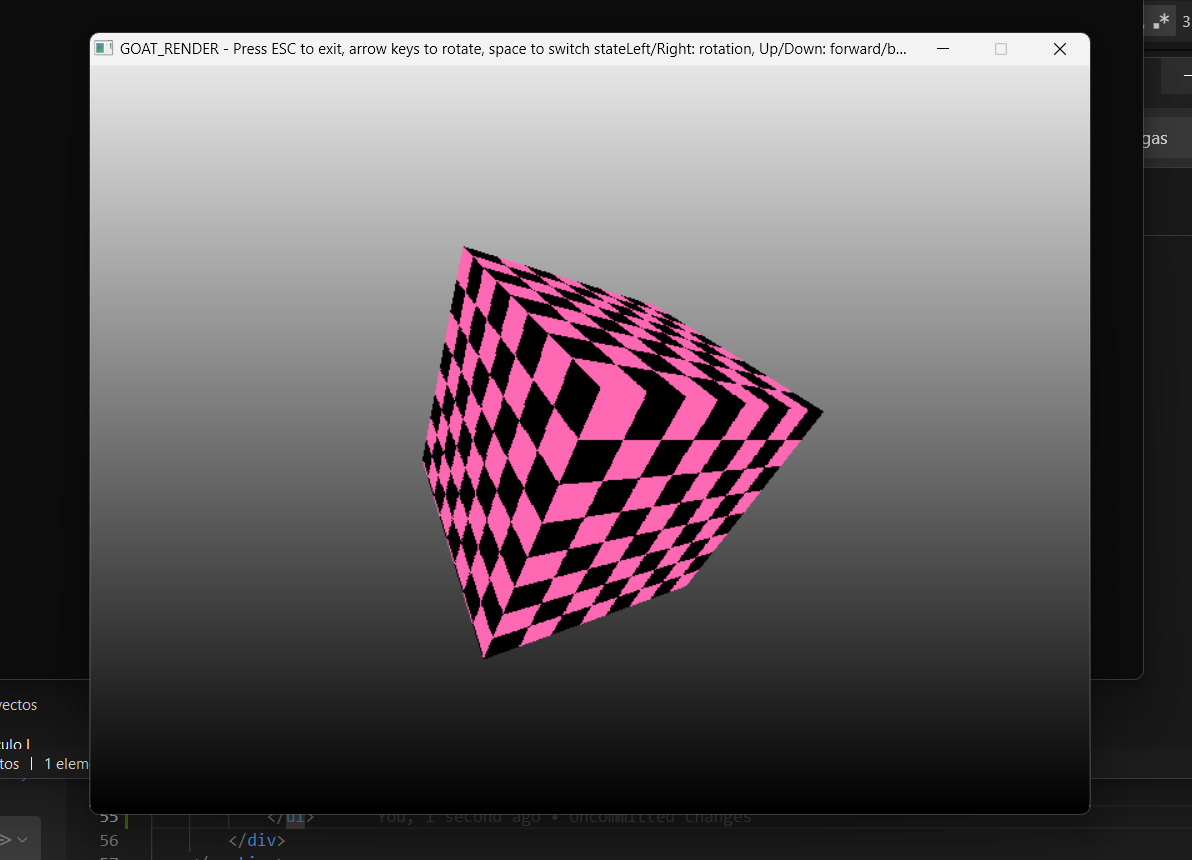 3
GOAT_RENDER - Press ESC to exit, arrow keys to rotate, space to switch stateLeft/Right: rotation, Up/Down: forward/b...
gas
yectos
ulo I
tos | 1 elem
55 </ul> You, 1 second ago • Uncommitted changes
56 </div>
57